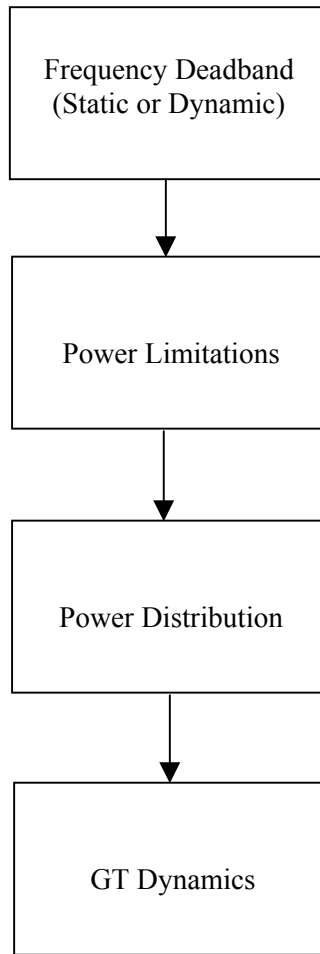 Frequency Deadband
(Static or Dynamic)
Power Limitations
Power Distribution
GT Dynamics